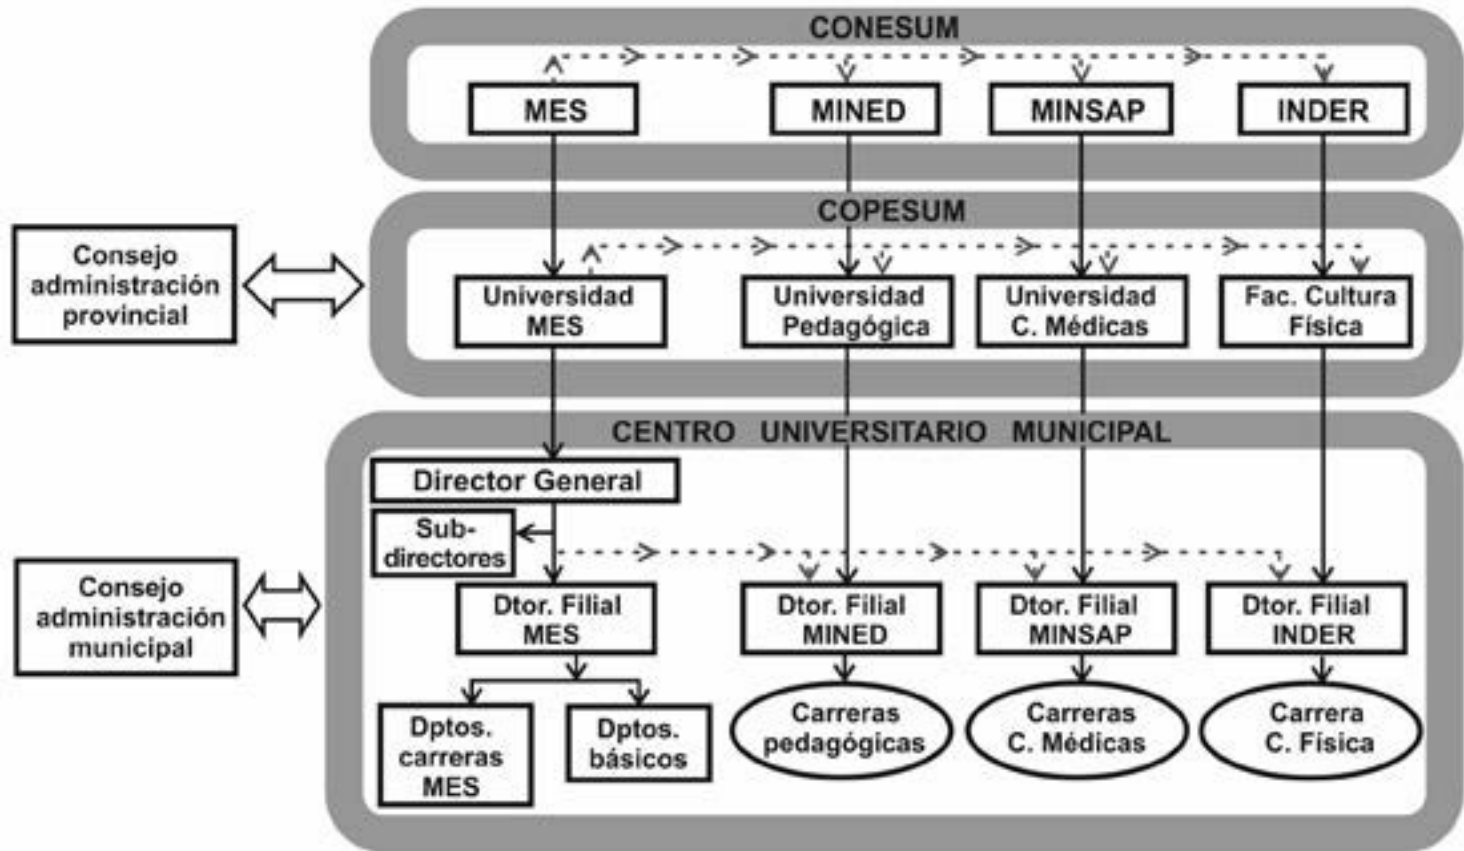 CONESUM
MES
MINED
MINSAP
INDER
COPESUM
Consejo
administración
provincial
Universidad
MES
Universidad
Pedagógica
Universidad
C. Médicas
Fac. Cultura
Física
CENTRO UNIVERSITARIO MUNICIPAL
Director General
Sub-
directores
Consejo
administración
municipal
Dtor. Filial
MES
Dtor. Filial
MINED
Dtor. Filial
MINSAP
Dtor. Filial
INDER
Dptos.
carreras
MES
Dptos.
básicos
Carreras
pedagógicas
Carreras
C. Médicas
Carrera
C. Física